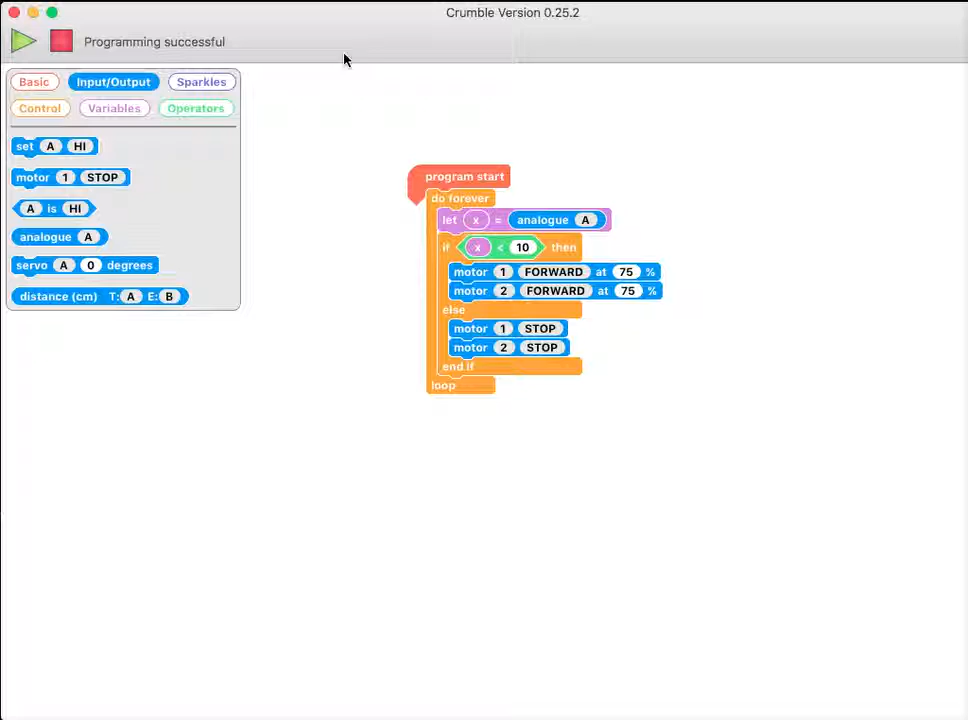 Crumble Version 0.25.2
Programming successful
Basic Input/Output Sparkles
Control Variables Operators
set A HI
motor 1 STOP
A is HI
analogue A
servo A 0 degrees
distance (cm) T: A E: B
program start
do forever
let x = analogue A
if x < 10 then
motor 1 FORWARD at 75 %
motor 2 FORWARD at 75 %
else
motor 1 STOP
motor 2 STOP
end if
loop